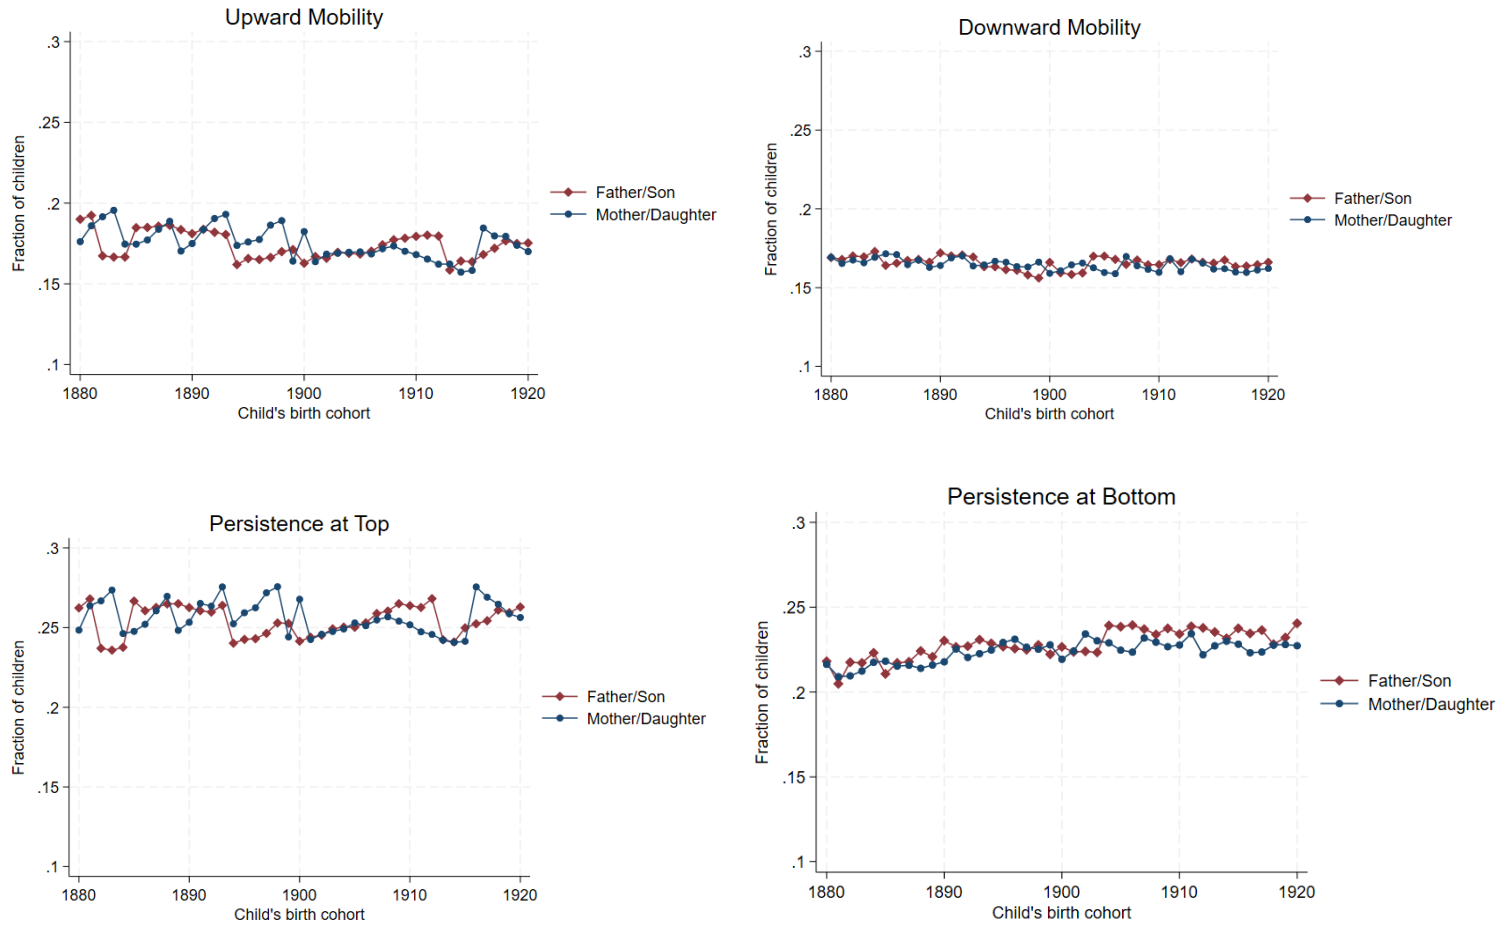 Upward Mobility
.3
.25
.2
.15
.1
Fraction of children
1880
1890
1900
1910
1920
Child's birth cohort
Father/Son
Mother/Daughter
Downward Mobility
.3
.25
.2
.15
.1
Fraction of children
1880
1890
1900
1910
1920
Child's birth cohort
Father/Son
Mother/Daughter
Persistence at Top
.3
.25
.2
.15
.1
Fraction of children
1880
1890
1900
1910
1920
Child's birth cohort
Father/Son
Mother/Daughter
Persistence at Bottom
.3
.25
.2
.15
.1
Fraction of children
1880
1890
1900
1910
1920
Child's birth cohort
Father/Son
Mother/Daughter